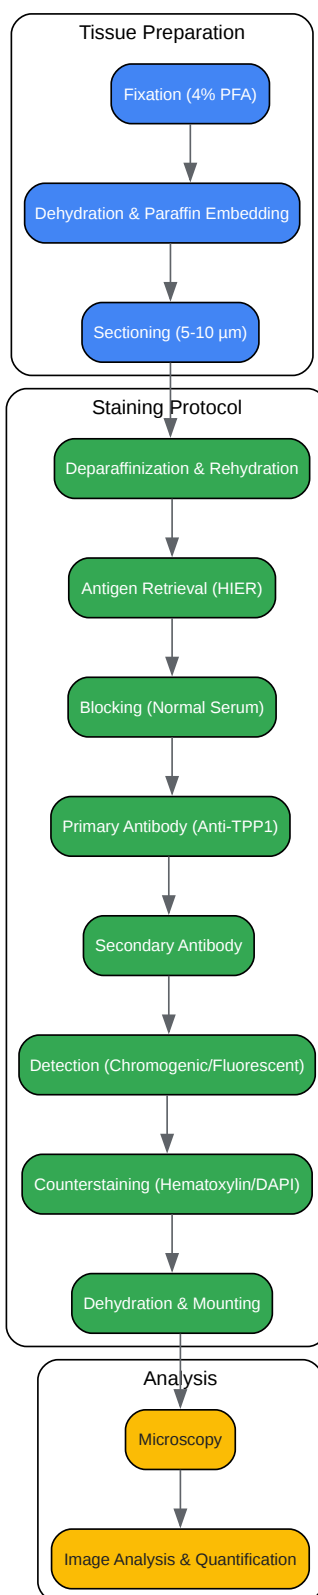 Tissue Preparation
Fixation (4% PFA)
Dehydration & Paraffin Embedding
Sectioning (5-10 µm)
Staining Protocol
Deparaffinization & Rehydration
Antigen Retrieval (HIER)
Blocking (Normal Serum)
Primary Antibody (Anti-TPP1)
Secondary Antibody
Detection (Chromogenic/Fluorescent)
Counterstaining (Hematoxylin/DAPI)
Dehydration & Mounting
Analysis
Microscopy
Image Analysis & Quantification